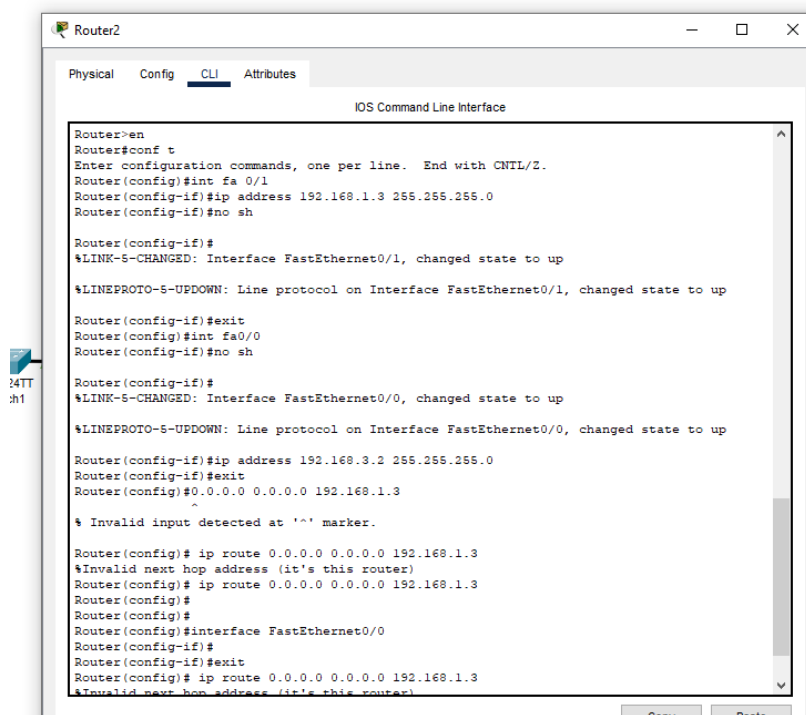 Router2
Physical Config CLI Attributes
IOS Command Line Interface
Router>en
Router#conf t
Enter configuration commands, one per line.  End with CNTL/Z.
Router(config)#int fa 0/1
Router(config-if)#ip address 192.168.1.3 255.255.255.0
Router(config-if)#no sh
Router(config-if)#
%LINK-5-CHANGED: Interface FastEthernet0/1, changed state to up
%LINEPROTO-5-UPDOWN: Line protocol on Interface FastEthernet0/1, changed state to up
Router(config-if)#exit
Router(config)#int fa0/0
Router(config-if)#no sh
Router(config-if)#
%LINK-5-CHANGED: Interface FastEthernet0/0, changed state to up
%LINEPROTO-5-UPDOWN: Line protocol on Interface FastEthernet0/0, changed state to up
Router(config-if)#ip address 192.168.3.2 255.255.255.0
Router(config-if)#exit
Router(config)#0.0.0.0 0.0.0.0 192.168.1.3
^
% Invalid input detected at '^' marker.
Router(config)# ip route 0.0.0.0 0.0.0.0 192.168.1.3
%Invalid next hop address (it's this router)
Router(config)# ip route 0.0.0.0 0.0.0.0 192.168.1.3
Router(config)#
Router(config)#
Router(config)#interface FastEthernet0/0
Router(config-if)#
Router(config-if)#exit
Router(config)# ip route 0.0.0.0 0.0.0.0 192.168.1.3
%Invalid next hop address (it's this router)
24TT
ch1
Copy Paste